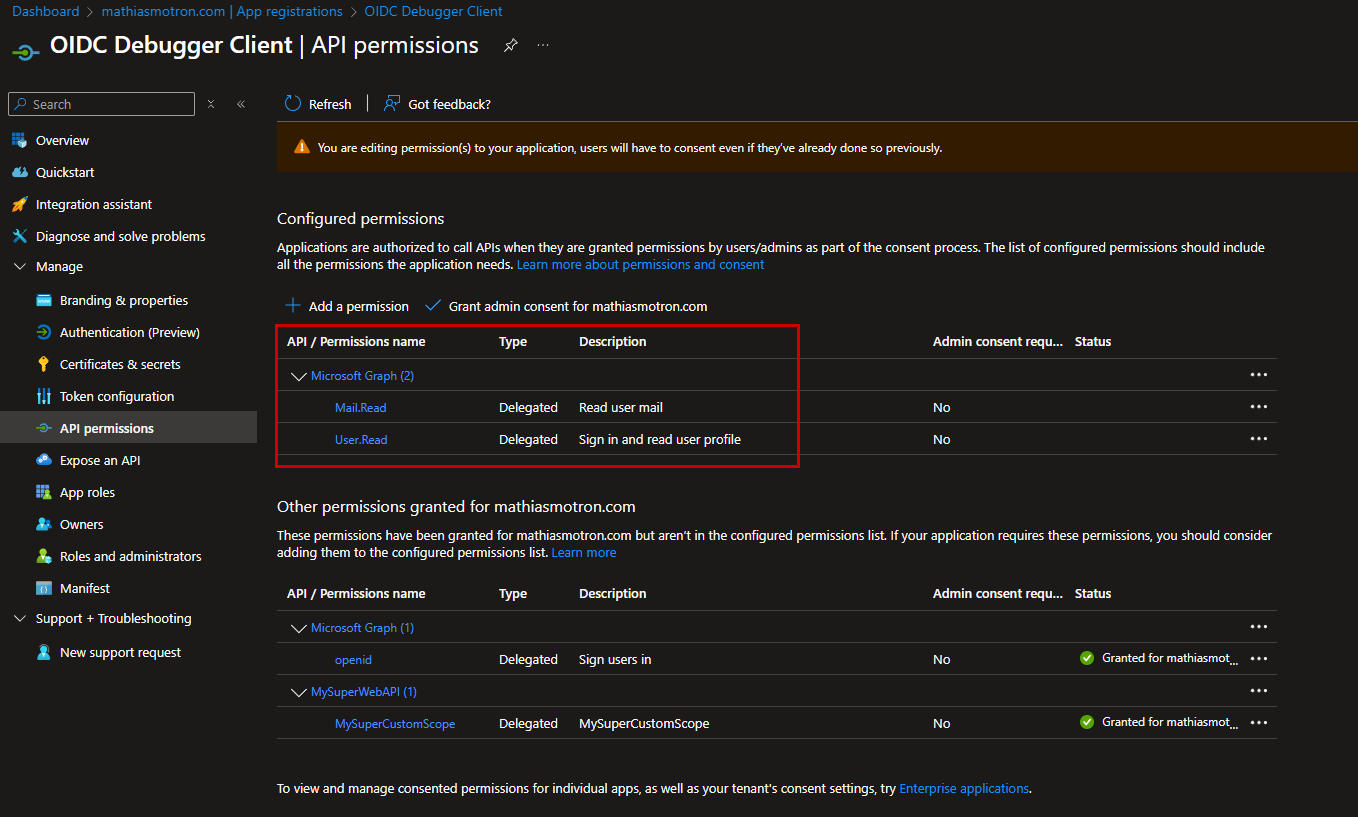 Dashboard > mathiasmotron.com | App registrations > OIDC Debugger Client
OIDC Debugger Client | API permissions
Search
Refresh | Got feedback?
You are editing permission(s) to your application, users will have to consent even if they've already done so previously.
Overview
Quickstart
Integration assistant
Diagnose and solve problems
Manage
Branding & properties
Authentication (Preview)
Certificates & secrets
Token configuration
API permissions
Expose an API
App roles
Owners
Roles and administrators
Manifest
Support + Troubleshooting
New support request
Configured permissions
Applications are authorized to call APIs when they are granted permissions by users/admins as part of the consent process. The list of configured permissions should include
all the permissions the application needs. Learn more about permissions and consent
Add a permission Grant admin consent for mathiasmotron.com
API / Permissions name Type Description Admin consent requ... Status
Microsoft Graph (2)
Mail.Read Delegated Read user mail No
User.Read Delegated Sign in and read user profile No
Other permissions granted for mathiasmotron.com
These permissions have been granted for mathiasmotron.com but aren't in the configured permissions list. If your application requires these permissions, you should consider
adding them to the configured permissions list. Learn more
API / Permissions name Type Description Admin consent requ... Status
Microsoft Graph (1)
openid Delegated Sign users in No Granted for mathiasmot...
MySuperWebAPI (1)
MySuperCustomScope Delegated MySuperCustomScope No Granted for mathiasmot...
To view and manage consented permissions for individual apps, as well as your tenant's consent settings, try Enterprise applications.